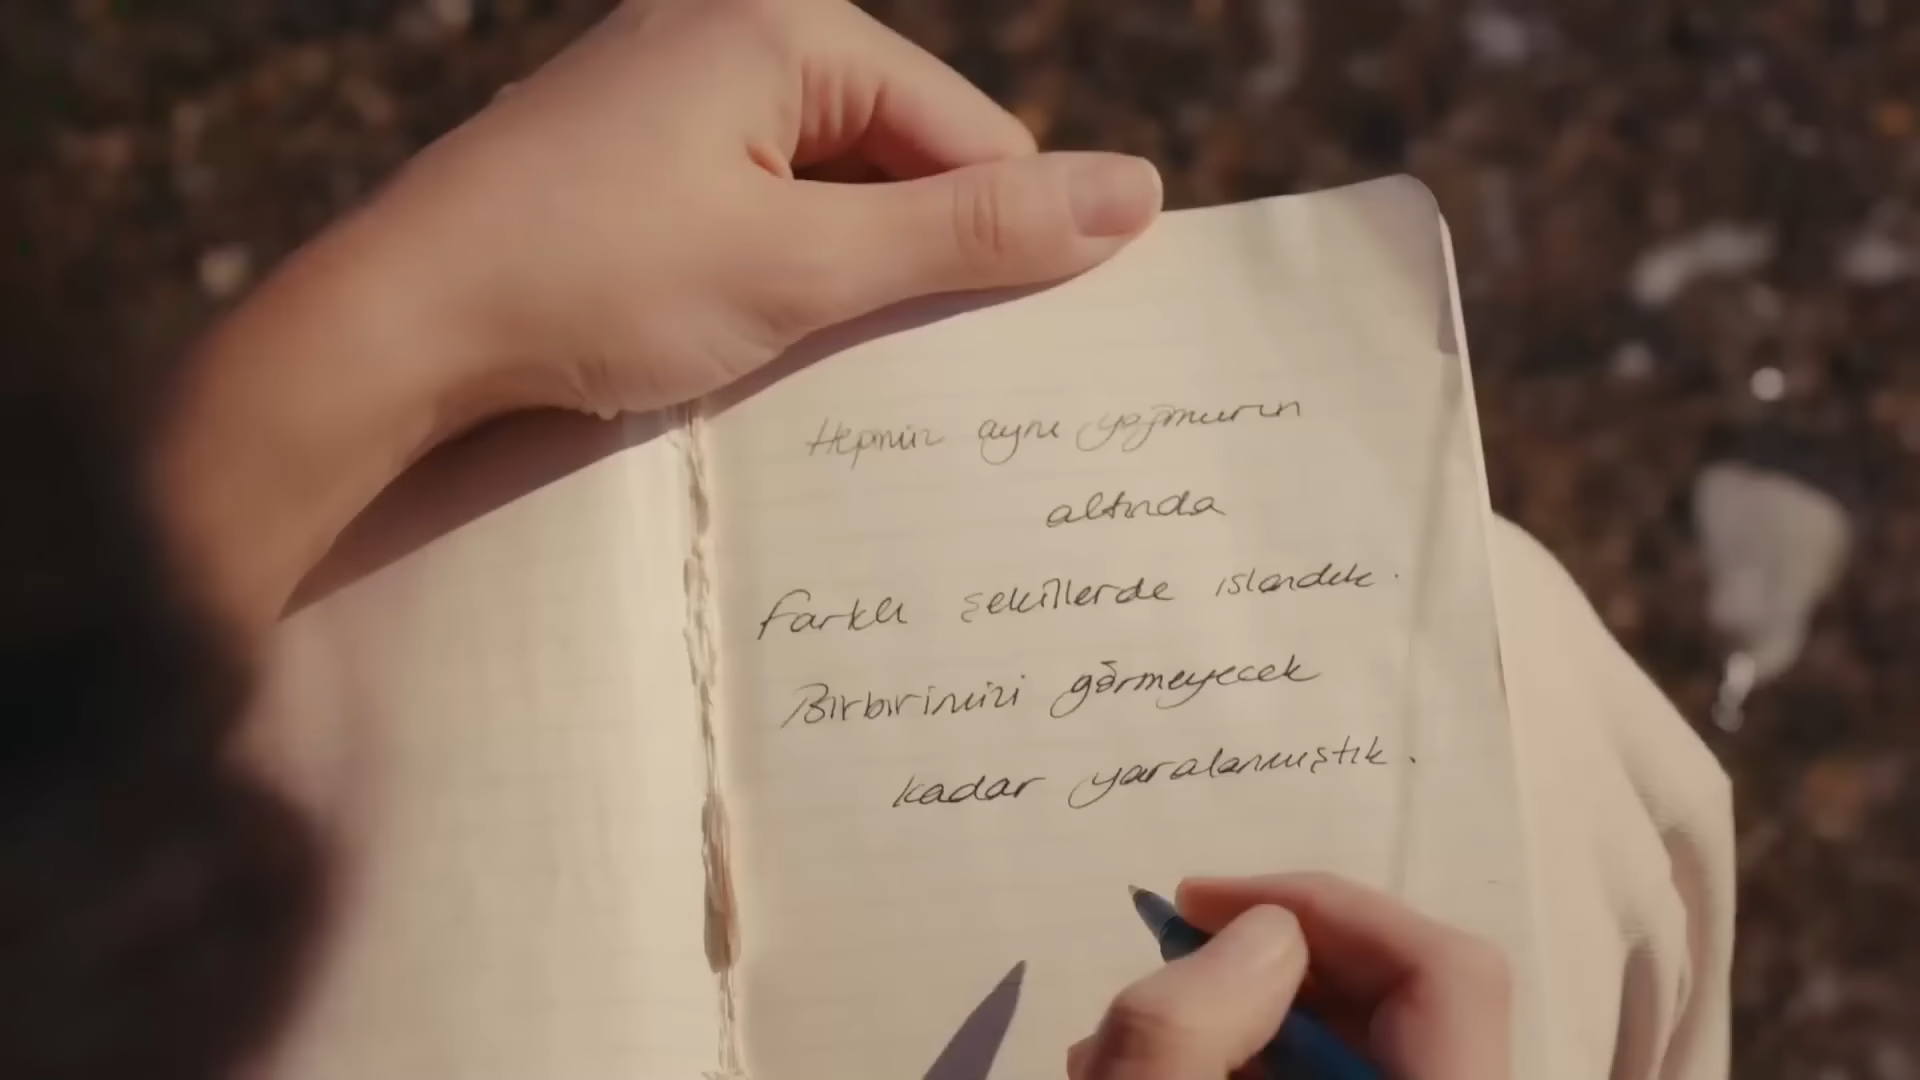 Hepimiz aynı yağmurun
altında
farklı şekillerde ıslandık.
Birbirimizi görmeyecek
kadar yaralanmıştık.